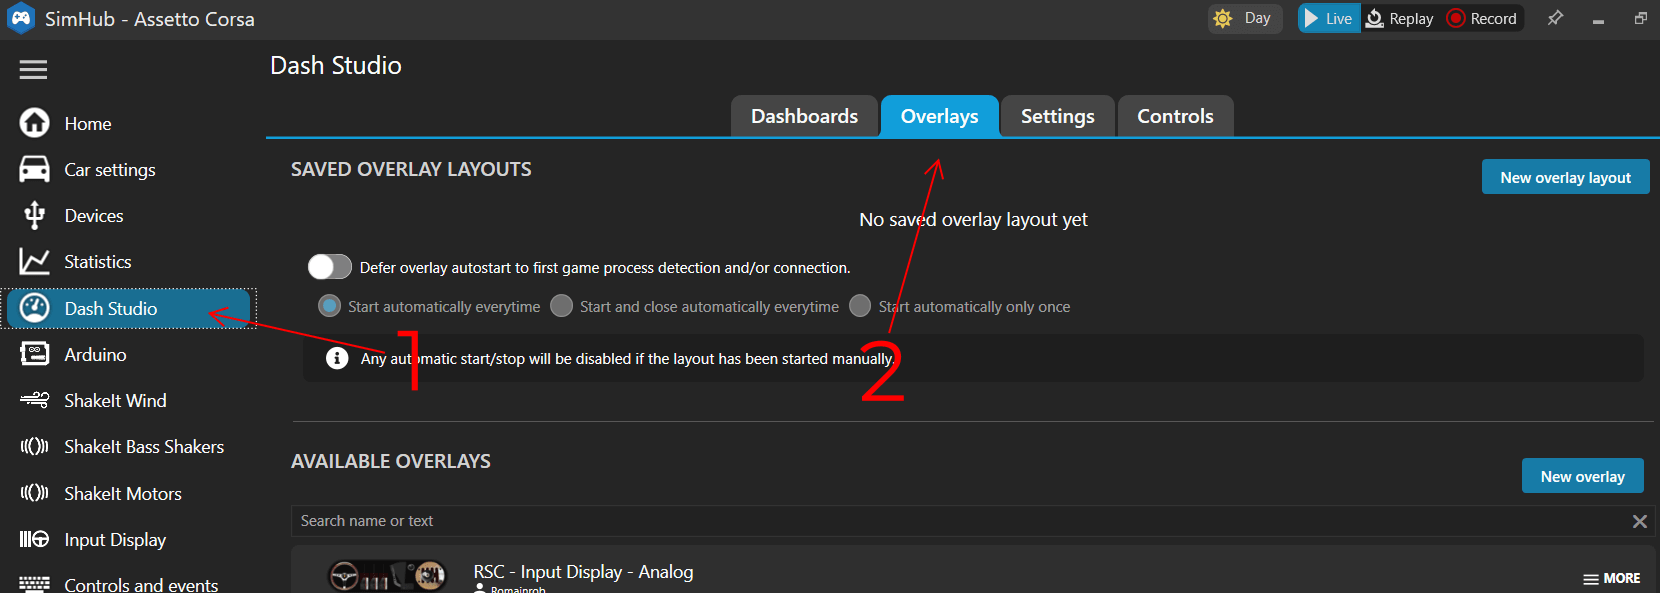 SimHub - Assetto Corsa
Day
Live
Replay
Record
Dash Studio
Home
Car settings
Devices
Statistics
Dash Studio
Arduino
ShakeIt Wind
ShakeIt Bass Shakers
ShakeIt Motors
Input Display
Controls and events
Dashboards
Overlays
Settings
Controls
SAVED OVERLAY LAYOUTS
New overlay layout
No saved overlay layout yet
Defer overlay autostart to first game process detection and/or connection.
Start automatically everytime
Start and close automatically everytime
Start automatically only once
Any automatic start/stop will be disabled if the layout has been started manually.
1
2
AVAILABLE OVERLAYS
New overlay
Search name or text
RSC - Input Display - Analog
Romainrob
MORE